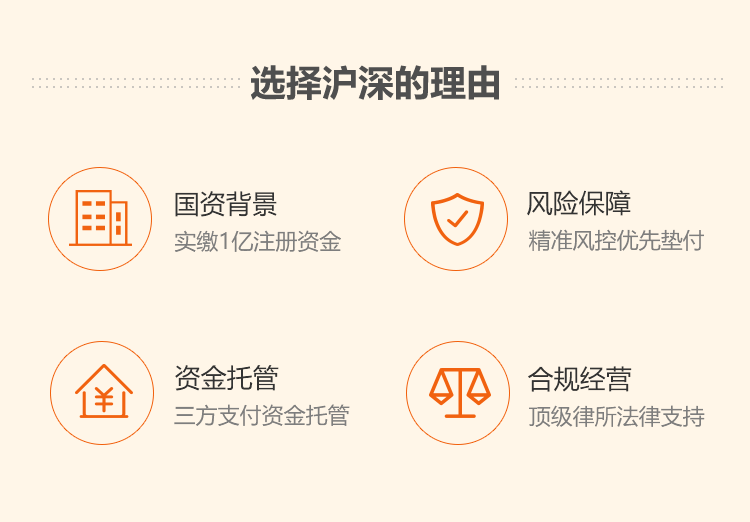 选择沪深的理由
国资背景
实缴1亿注册资金
风险保障
精准风控优先垫付
资金托管
三方支付资金托管
合规经营
顶级律所法律支持